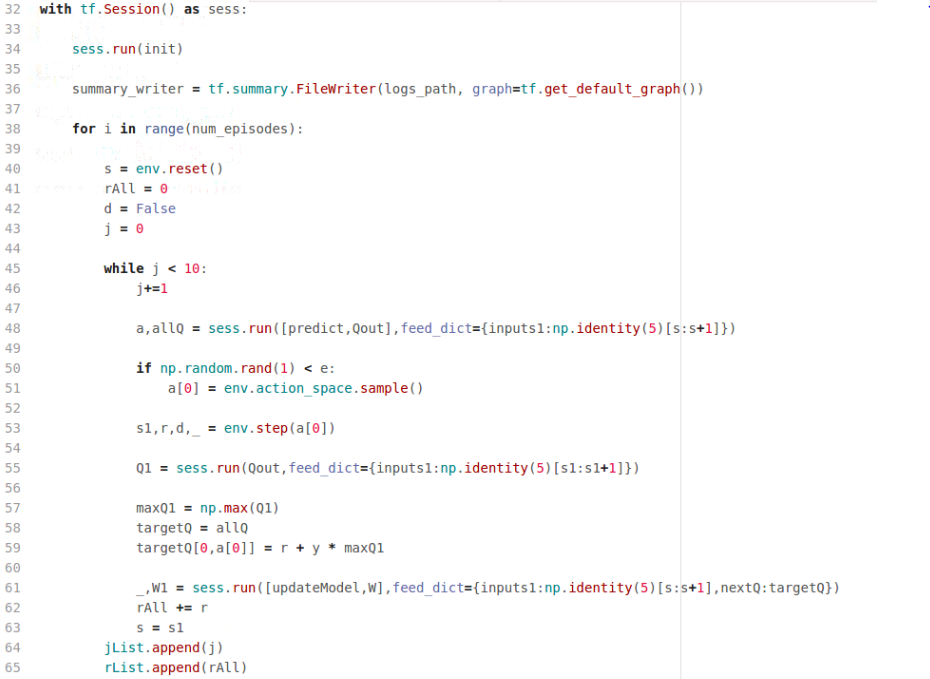 32 with tf.Session() as sess:
33
34     sess.run(init)
35
36     summary_writer = tf.summary.FileWriter(logs_path, graph=tf.get_default_graph())
37
38     for i in range(num_episodes):
39
40         s = env.reset()
41         rAll = 0
42         d = False
43         j = 0
44
45         while j < 10:
46             j+=1
47
48             a,allQ = sess.run([predict,Qout],feed_dict={inputs1:np.identity(5)[s:s+1]})
49
50             if np.random.rand(1) < e:
51                 a[0] = env.action_space.sample()
52
53             s1,r,d,_ = env.step(a[0])
54
55             Q1 = sess.run(Qout,feed_dict={inputs1:np.identity(5)[s1:s1+1]})
56
57             maxQ1 = np.max(Q1)
58             targetQ = allQ
59             targetQ[0,a[0]] = r + y * maxQ1
60
61             _,W1 = sess.run([updateModel,W],feed_dict={inputs1:np.identity(5)[s:s+1],nextQ:targetQ})
62             rAll += r
63             s = s1
64         jList.append(j)
65         rList.append(rAll)